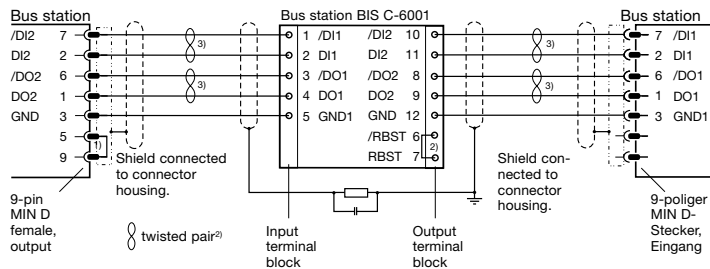 Bus station
Bus station BIS C-6001
Bus station
/DI2 7
DI2 2
/DO2 6
DO2 1
GND 3
5
9
1)
3)
3)
1 /DI1
2 DI1
3 /DO1
4 DO1
5 GND1
/DI2 10
DI2 11
/DO2 8
DO2 9
GND 12
/RBST 6
RBST 7
2)
3)
3)
7 /DI1
2 DI1
6 /DO1
1 DO1
3 GND1
Shield connected
to connector
housing.
Shield con-
nected to
connector
housing.
9-pin
MIN D
female,
output
twisted pair2)
Input
terminal
block
Output
terminal
block
9-poliger
MIN D-
Stecker,
Eingang